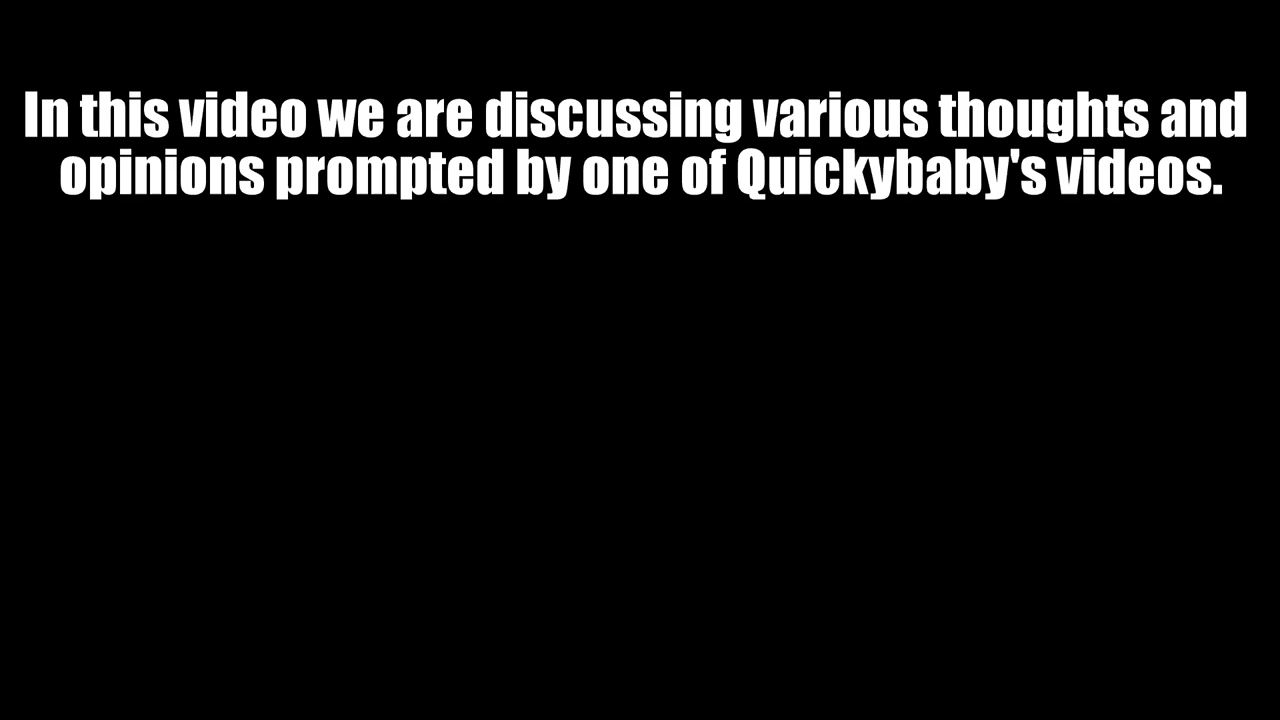 In this video we are discussing various thoughts and
opinions prompted by one of Quickybaby's videos.